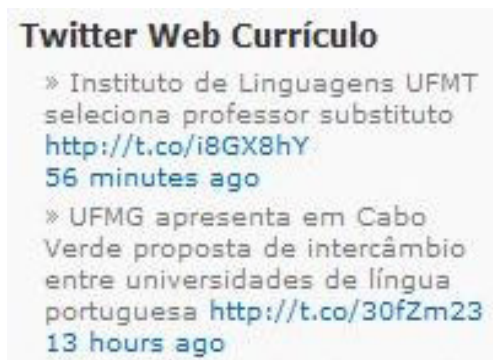 Twitter Web Currículo
» Instituto de Linguagens UFMT
seleciona professor substituto
http://t.co/i8GX8hY
56 minutes ago
» UFMG apresenta em Cabo
Verde proposta de intercâmbio
entre universidades de língua
portuguesa http://t.co/30fZm23
13 hours ago